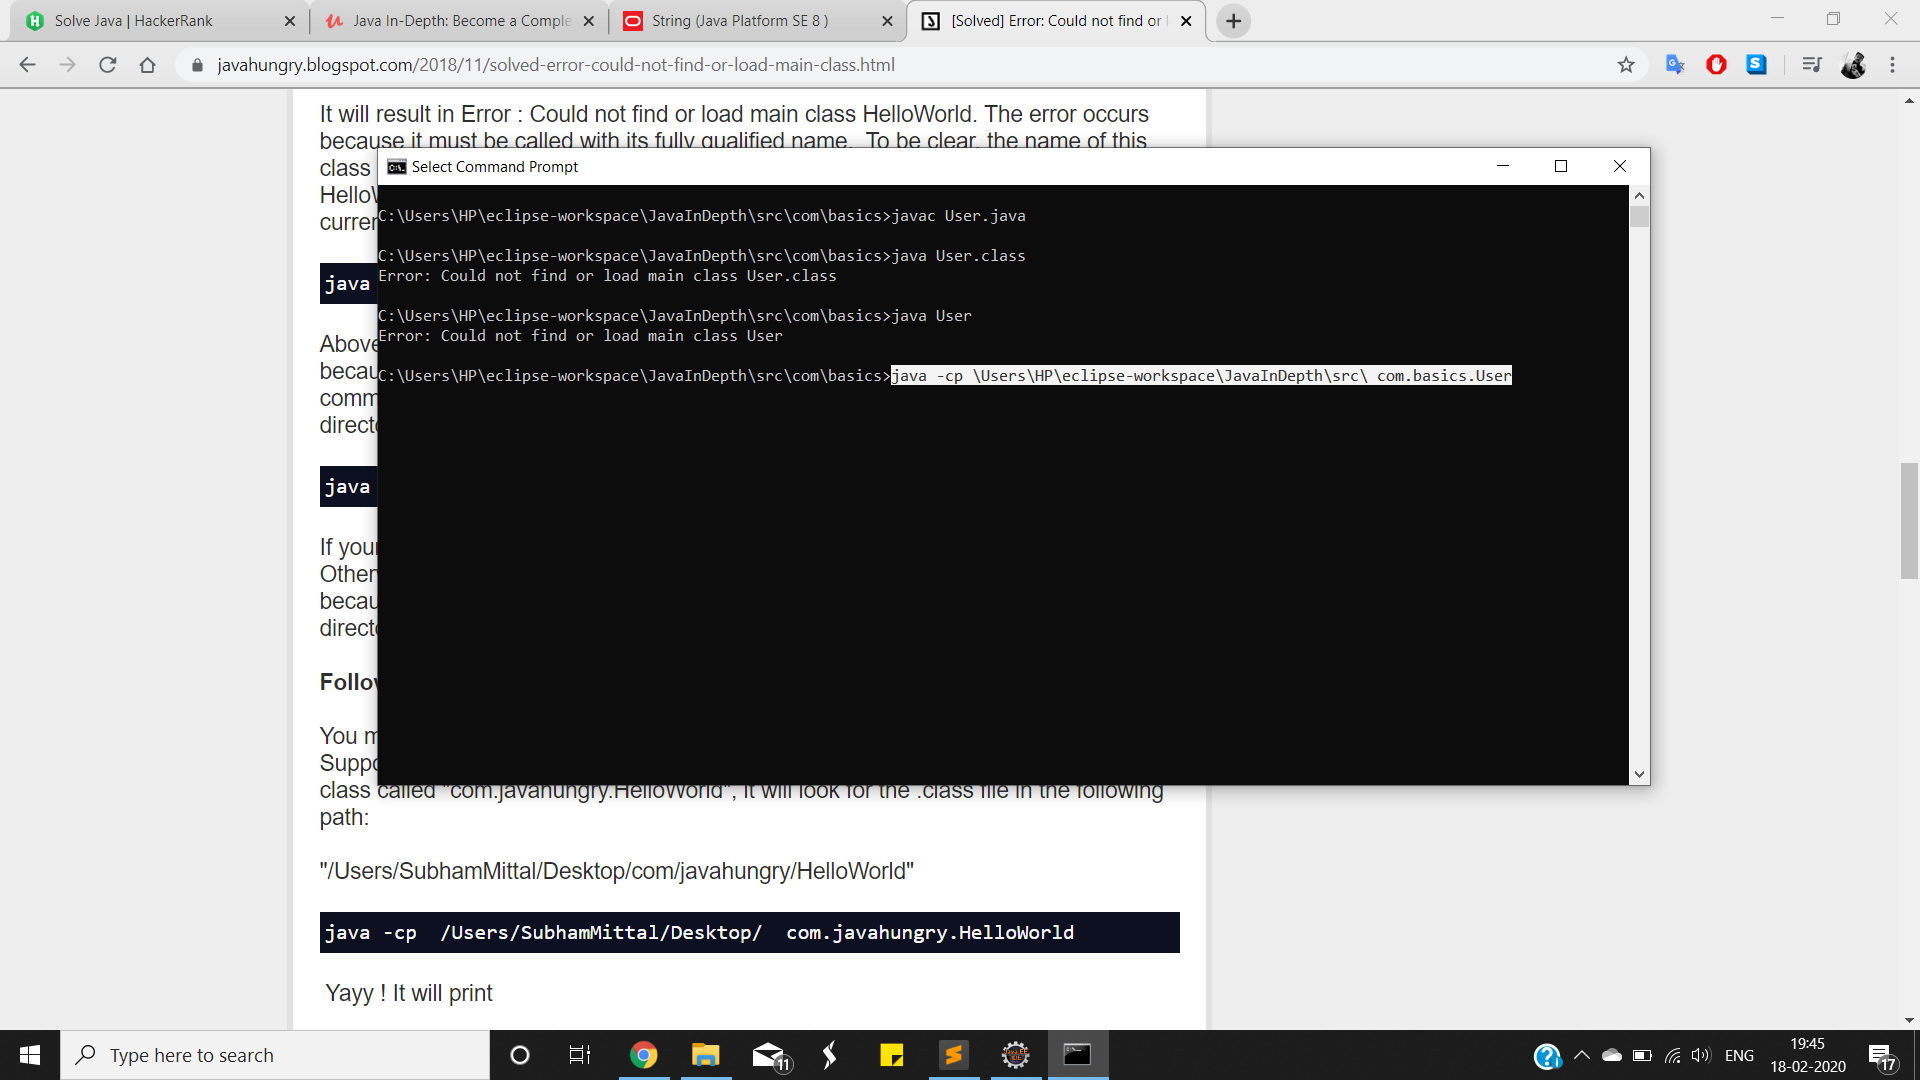 Solve Java | HackerRank
Java In-Depth: Become a Comple
String (Java Platform SE 8 )
[Solved] Error: Could not find or
javahungry.blogspot.com/2018/11/solved-error-could-not-find-or-load-main-class.html
It will result in Error : Could not find or load main class HelloWorld. The error occurs
because it must be called with its fully qualified name. To be clear, the name of this
class
Select Command Prompt
C:\Users\HP\eclipse-workspace\JavaInDepth\src\com\basics>javac User.java
C:\Users\HP\eclipse-workspace\JavaInDepth\src\com\basics>java User.class
Error: Could not find or load main class User.class
C:\Users\HP\eclipse-workspace\JavaInDepth\src\com\basics>java User
Error: Could not find or load main class User
C:\Users\HP\eclipse-workspace\JavaInDepth\src\com\basics>java -cp \Users\HP\eclipse-workspace\JavaInDepth\src\ com.basics.User
Hello
curren
java
Above
becau
comm
directo
java
If your
Other
becau
directo
Follov
You m
Suppo
class called "com.javahungry.HelloWorld", it will look for the .class file in the following
path:
"/Users/SubhamMittal/Desktop/com/javahungry/HelloWorld"
java -cp /Users/SubhamMittal/Desktop/ com.javahungry.HelloWorld
Yayy ! It will print
Type here to search
11
ENG
19:45
18-02-2020
17